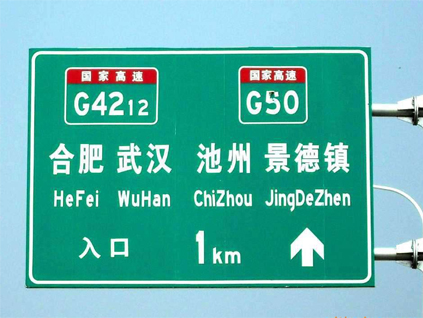 国家高速 国家高速
G4212 G50
合肥 武汉 池州 景德镇
HeFei WuHan ChiZhou JingDeZhen
入口 1km